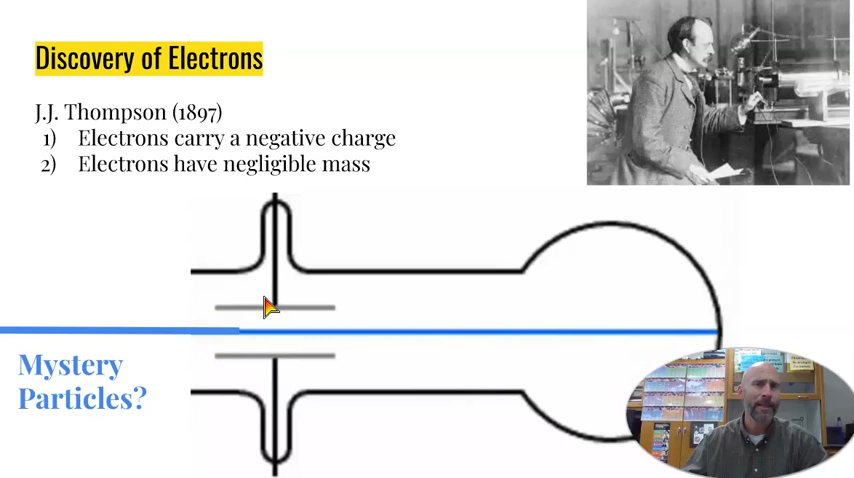 Discovery of Electrons
J.J. Thompson (1897)
1) Electrons carry a negative charge
2) Electrons have negligible mass
Mystery
Particles?